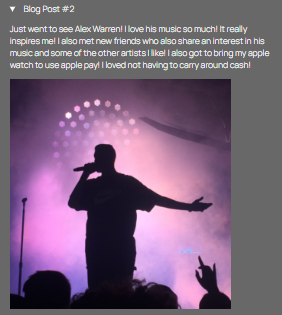 ▼ Blog Post #2
Just went to see Alex Warren! I love his music so much! It really
inspires me! I also met new friends who also share an interest in his
music and some of the other artists I like! I also got to bring my apple
watch to use apple pay! I loved not having to carry around cash!